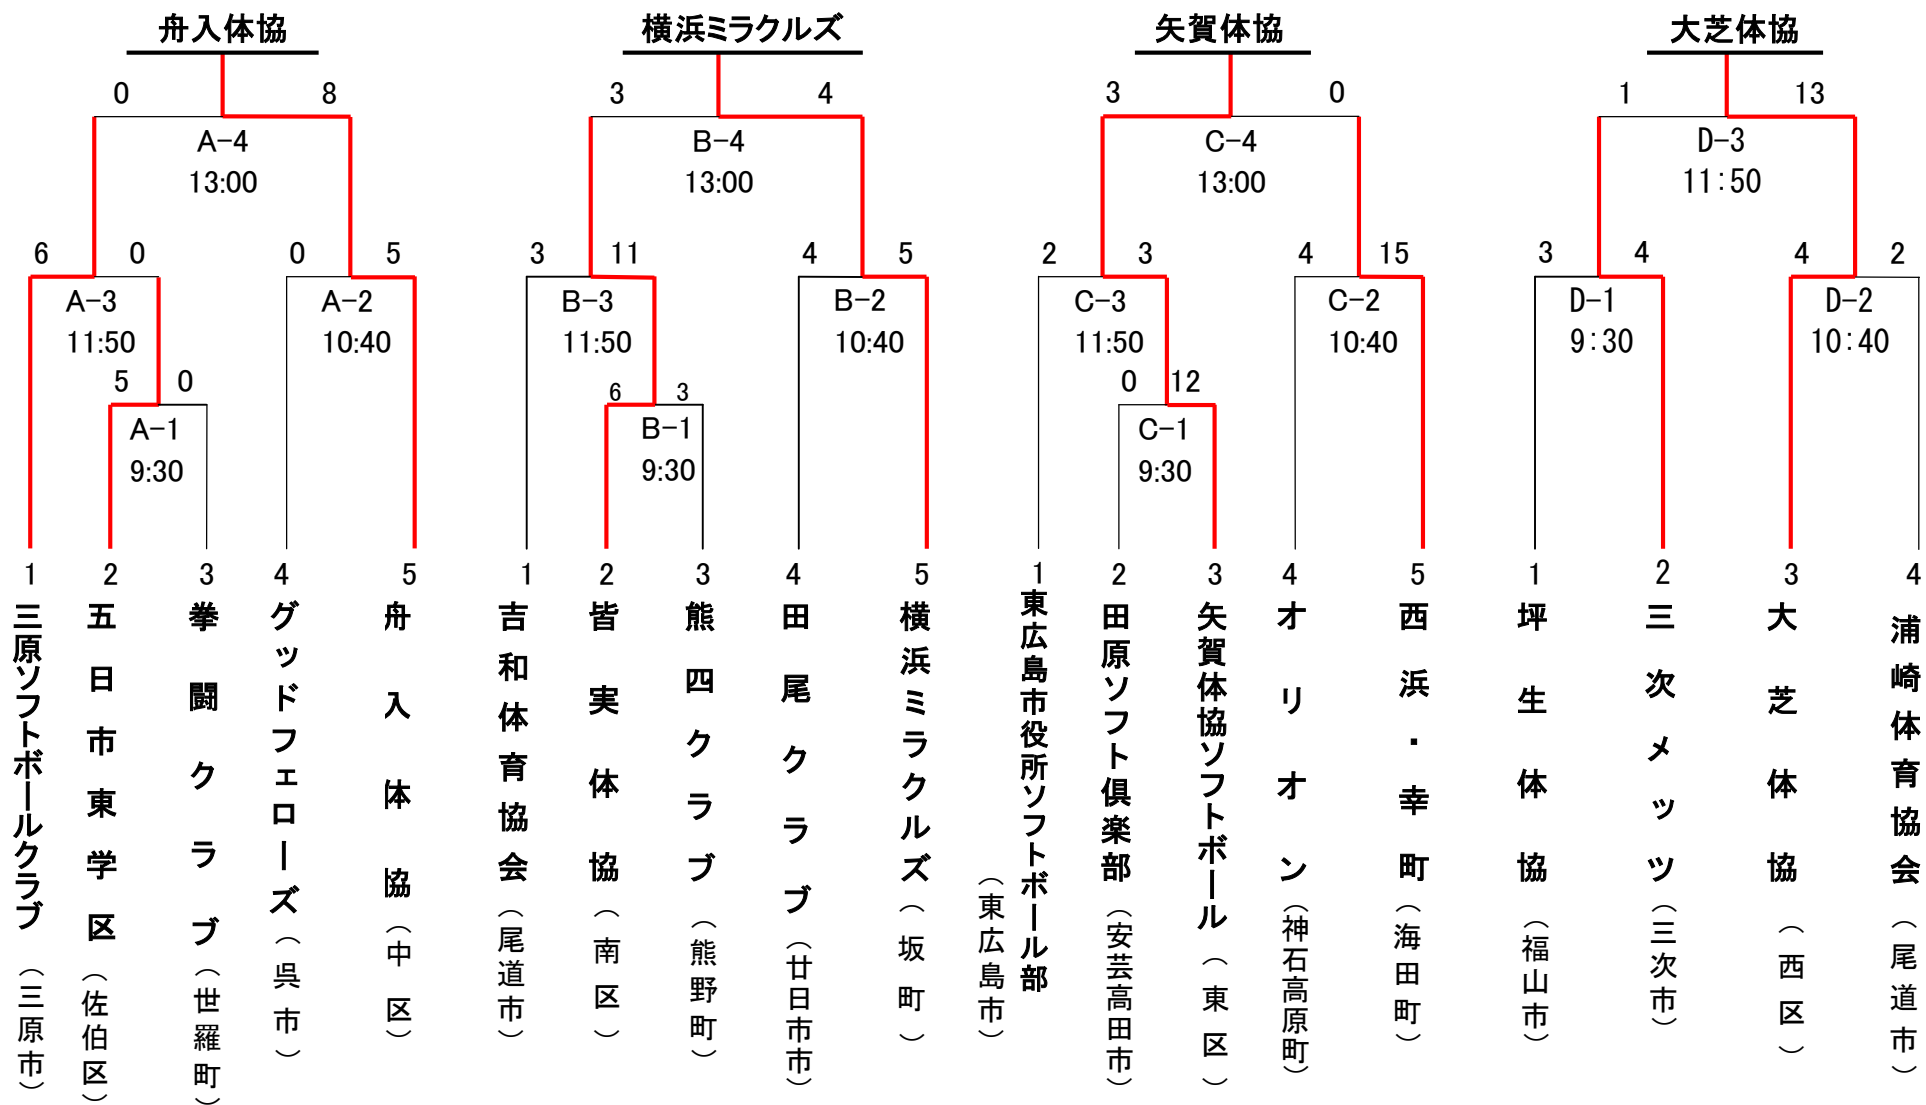 舟入体協
横浜ミラクルズ
矢賀体協
大芝体協
0 8
3 4
3 0
1 13
A-4
13:00
B-4
13:00
C-4
13:00
D-3
11:50
6 0
0 5
3 11
4 5
2 3
4 15
3 4
4 2
A-3
11:50
A-2
10:40
B-3
11:50
B-2
10:40
C-3
11:50
C-2
10:40
D-1
9:30
D-2
10:40
5 0
6 3
0 12
A-1
9:30
B-1
9:30
C-1
9:30
1
三原ソフトボールクラブ（三原市）
2
五日市東学区（佐伯区）
3
拳闘クラブ（世羅町）
4
グッドフェローズ（呉市）
5
舟入体協（中区）
1
吉和体育協会（尾道市）
2
皆実体協（南区）
3
熊四クラブ（熊野町）
4
田尾クラブ（廿日市市）
5
横浜ミラクルズ（坂町）
1
東広島市役所ソフトボール部
（東広島市）
2
田原ソフト倶楽部（安芸高田市）
3
矢賀体協ソフトボール（東区）
4
オリオン（神石高原町）
5
西浜・幸町（海田町）
1
坪生体協（福山市）
2
三次メッツ（三次市）
3
大芝体協（西区）
4
浦崎体育協会（尾道市）